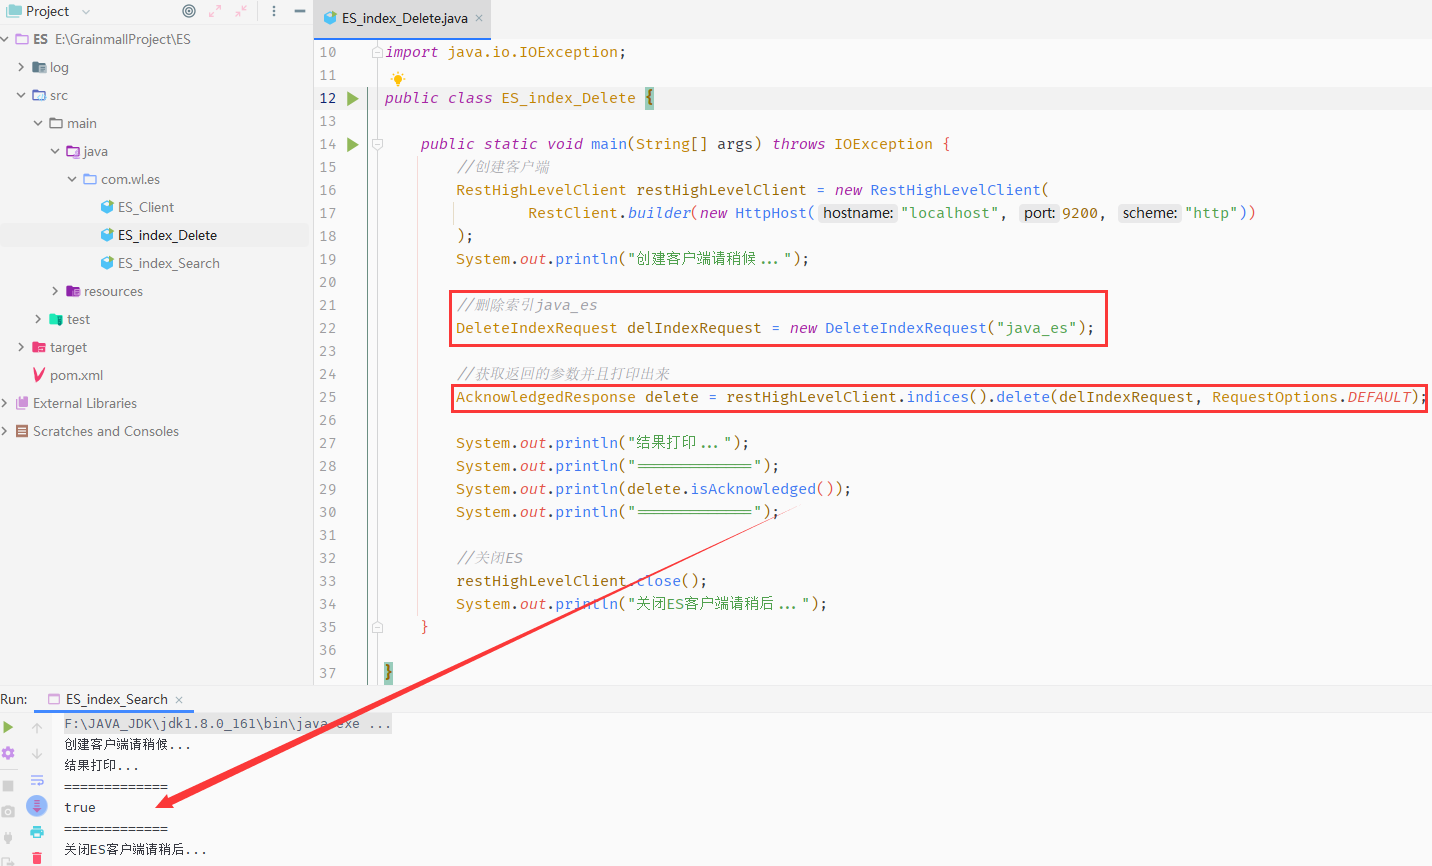 Project
ES E:\GrainmallProject\ES
log
src
main
java
com.wl.es
ES_Client
ES_index_Delete
ES_index_Search
resources
test
target
pom.xml
External Libraries
Scratches and Consoles
ES_index_Delete.java
10 import java.io.IOException;
11
12 public class ES_index_Delete {
13
14 public static void main(String[] args) throws IOException {
15 //创建客户端
16 RestHighLevelClient restHighLevelClient = new RestHighLevelClient(
17 RestClient.builder(new HttpHost( hostname: "localhost", port: 9200, scheme: "http"))
18 );
19 System.out.println("创建客户端请稍候...");
20
21 //删除索引java_es
22 DeleteIndexRequest delIndexRequest = new DeleteIndexRequest("java_es");
23
24 //获取返回的参数并且打印出来
25 AcknowledgedResponse delete = restHighLevelClient.indices().delete(delIndexRequest, RequestOptions.DEFAULT);
26
27 System.out.println("结果打印...");
28 System.out.println("=============");
29 System.out.println(delete.isAcknowledged());
30 System.out.println("=============");
31
32 //关闭ES
33 restHighLevelClient.close();
34 System.out.println("关闭ES客户端请稍后...");
35 }
36
37 }
Run: ES_index_Search
F:\JAVA_JDK\jdk1.8.0_161\bin\java.exe ...
创建客户端请稍候...
结果打印...
=============
true
=============
关闭ES客户端请稍后...